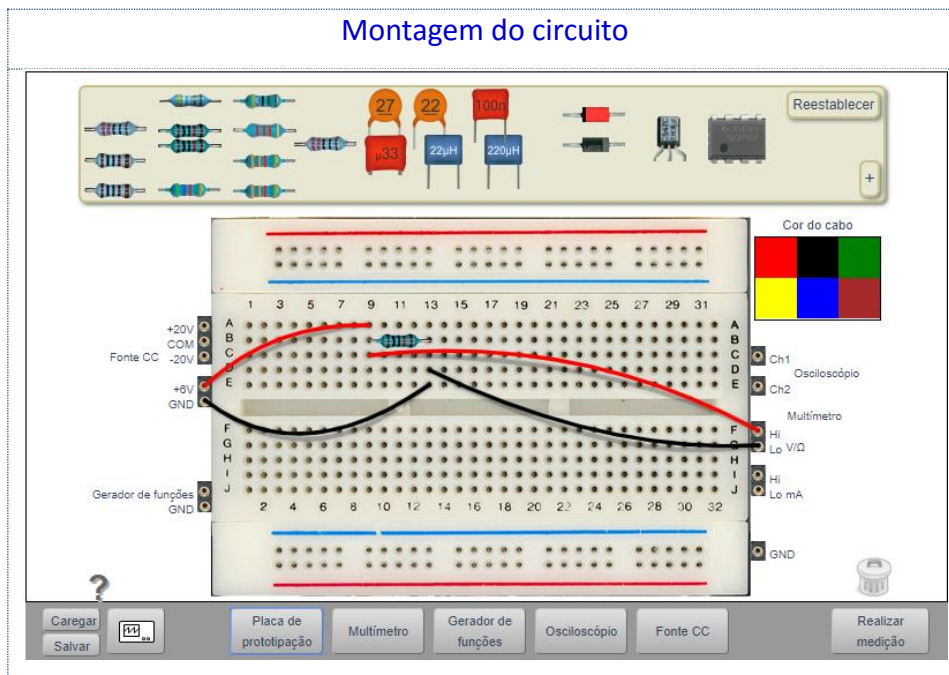 Montagem do circuito
27
22
100n
µ33
22µH
220µH
Reestablecer
+
Cor do cabo
1 3 5 7 9 11 13 15 17 19 21 23 25 27 29 31
A A
B B
C C
D D
E E
+20V
COM
Fonte CC -20V
+6V
GND
Ch1
Osciloscópio
Ch2
Multímetro
Hi
Lo V/Ω
Hi
Lo mA
F F
G G
H H
I I
J J
Gerador de funções
GND
2 4 6 8 10 12 14 16 18 20 22 24 26 28 30 32
GND
?
Caregar
Salvar
Placa de
prototipação
Multímetro
Gerador de
funções
Osciloscópio
Fonte CC
Realizar
medição